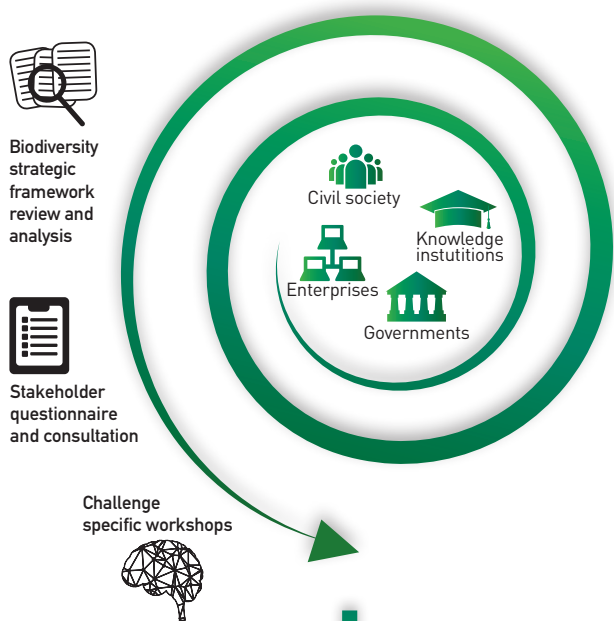 Biodiversity
strategic
framework
review and
analysis
Civil society
Knowledge
instutitions
Enterprises
Governments
Stakeholder
questionnaire
and consultation
Challenge
specific workshops